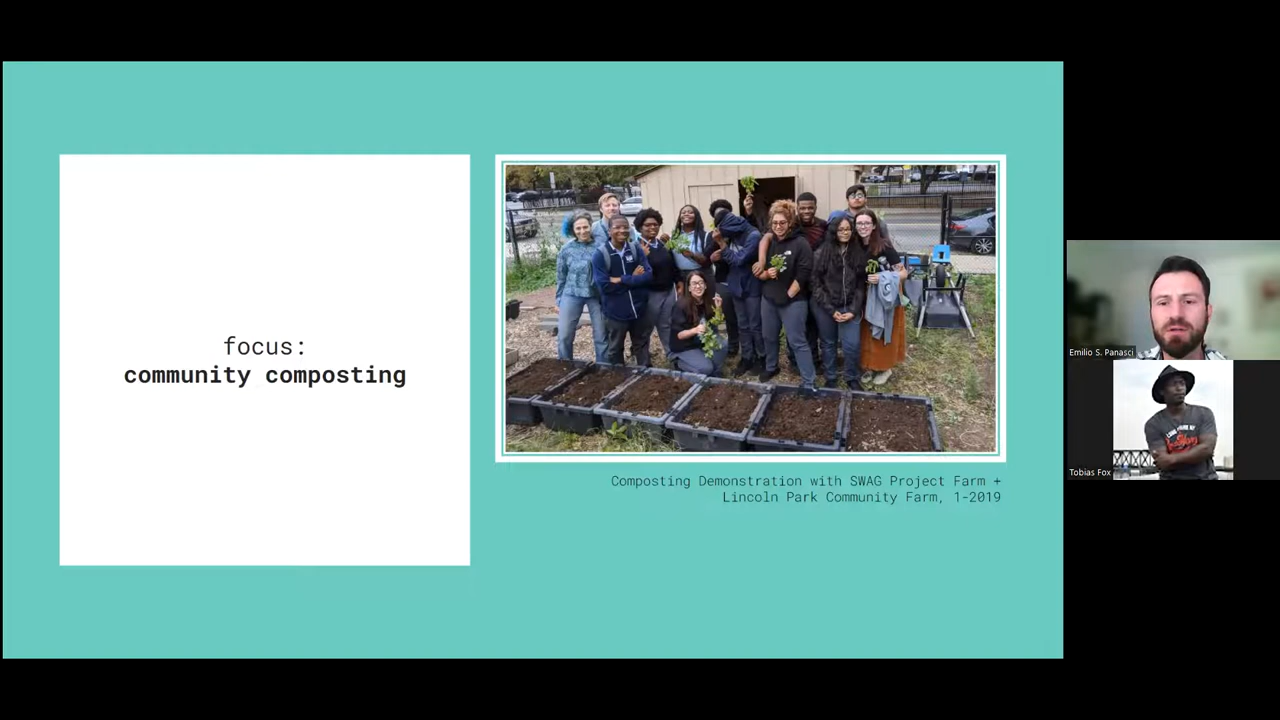 focus:
community composting
Composting Demonstration with SWAG Project Farm +
Lincoln Park Community Farm, 1-2019
Emilio S. Panasci
Tobias Fox